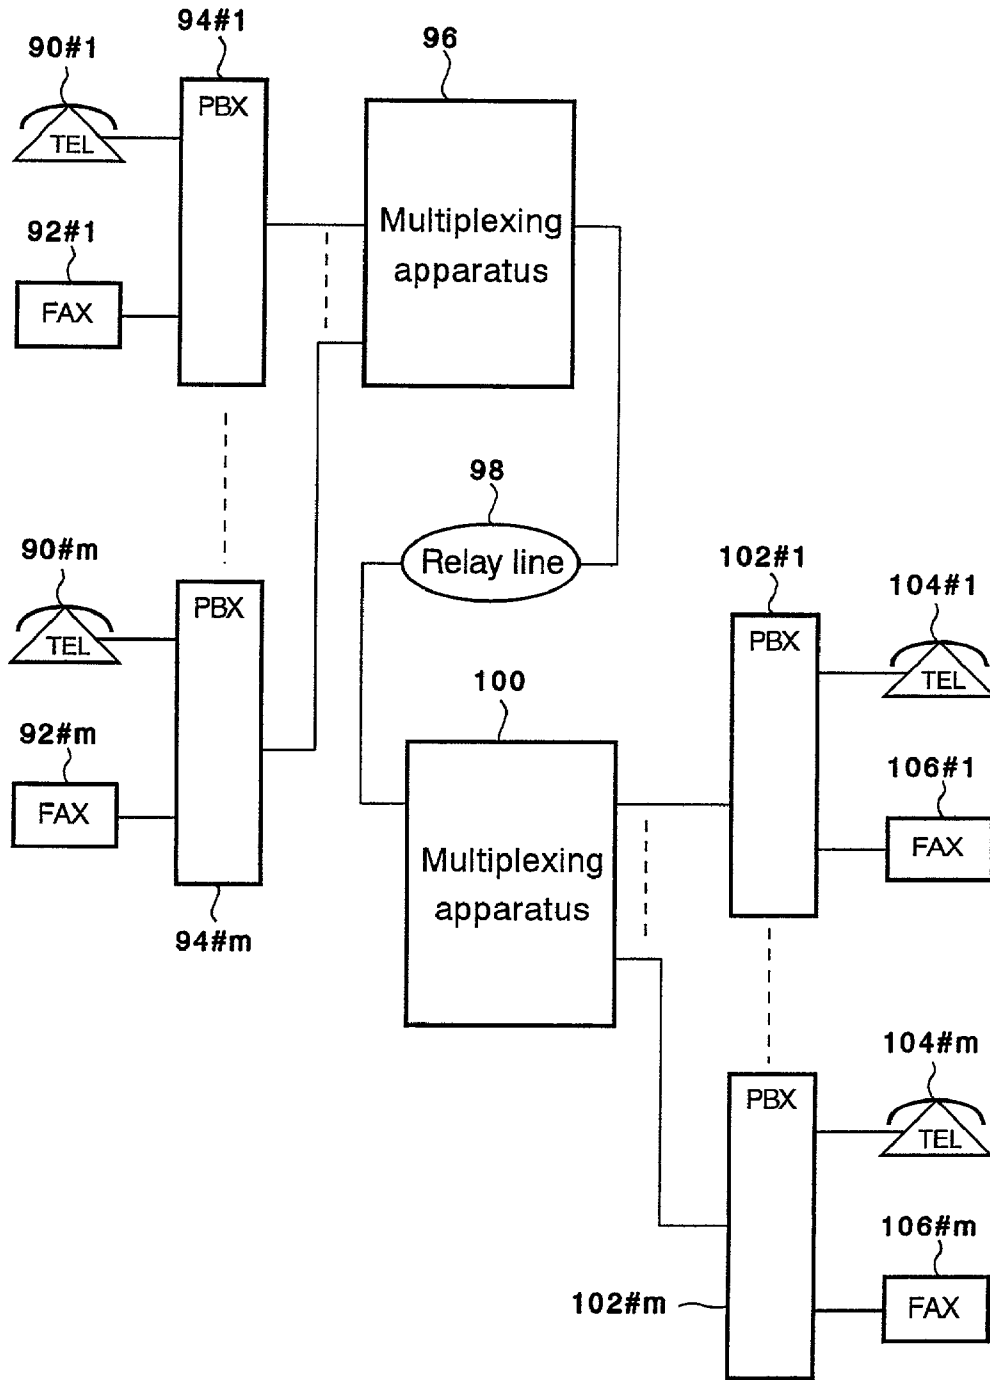 94#1
90#1
96
PBX
TEL
Multiplexing
apparatus
92#1
FAX
98
Relay line
90#m
PBX
TEL
92#m
FAX
94#m
100
Multiplexing
apparatus
102#1
104#1
PBX
TEL
106#1
FAX
104#m
PBX
TEL
106#m
102#m
FAX